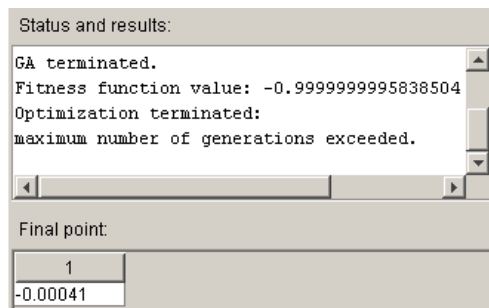 Status and results:
GA terminated.
Fitness function value: -0.9999999995838504
Optimization terminated:
maximum number of generations exceeded.
Final point:
1
-0.00041